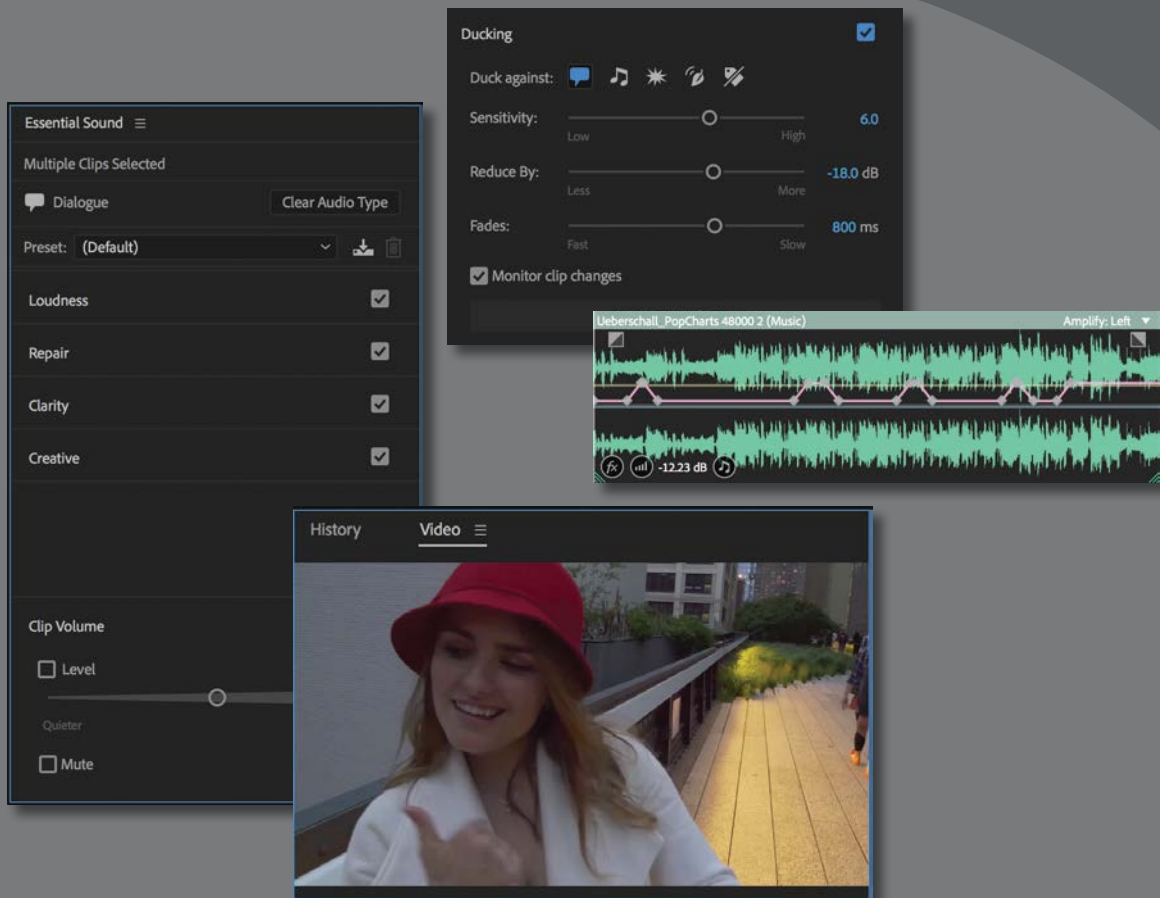 Ducking
Duck against:
Sensitivity: 6.0
Low High
Reduce By: -18.0 dB
Less More
Fades: 800 ms
Fast Slow
Monitor clip changes
Essential Sound
Multiple Clips Selected
Dialogue Clear Audio Type
Preset: (Default)
Loudness
Repair
Clarity
Creative
Clip Volume
Level
Quieter
Mute
Ueberschall_PopCharts 48000 2 (Music) Amplify: Left
fx -12.23 dB
History Video